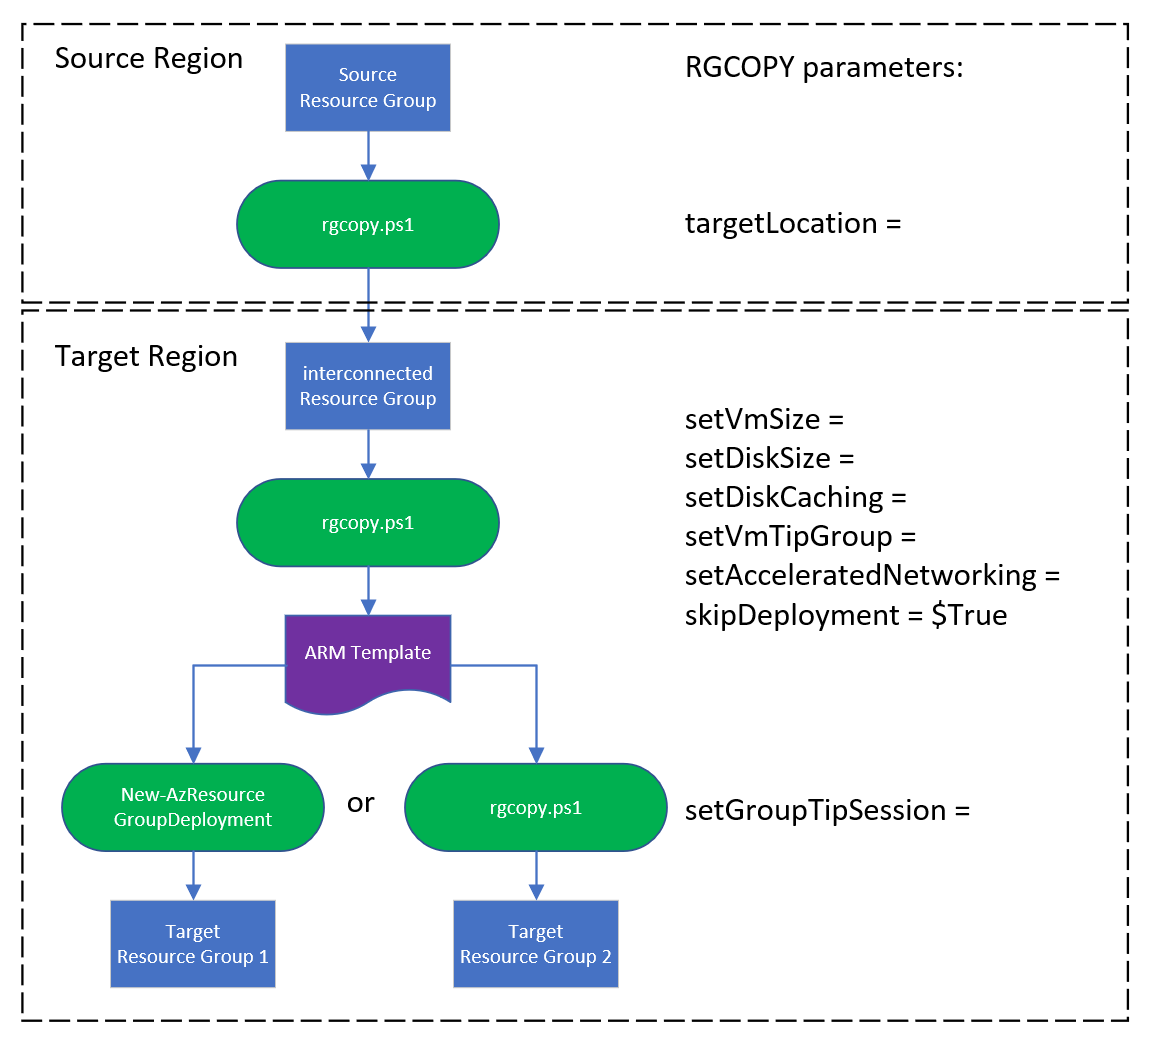 Source Region
Source
Resource Group
RGCOPY parameters:
rgcopy.ps1
targetLocation =
Target Region
interconnected
Resource Group
setVmSize =
setDiskSize =
setDiskCaching =
setVmTipGroup =
setAcceleratedNetworking =
skipDeployment = $True
rgcopy.ps1
ARM Template
New-AzResource
GroupDeployment
or
rgcopy.ps1
setGroupTipSession =
Target
Resource Group 1
Target
Resource Group 2